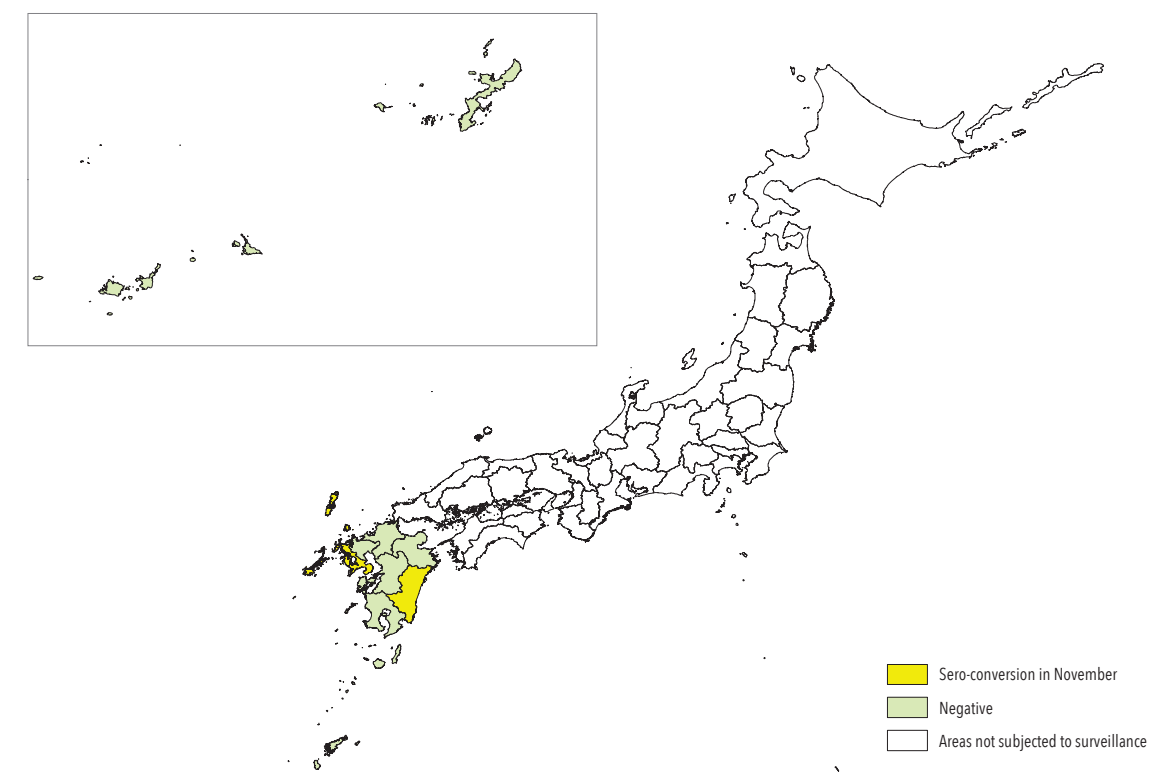 Sero-conversion in November
Negative
Areas not subjected to surveillance